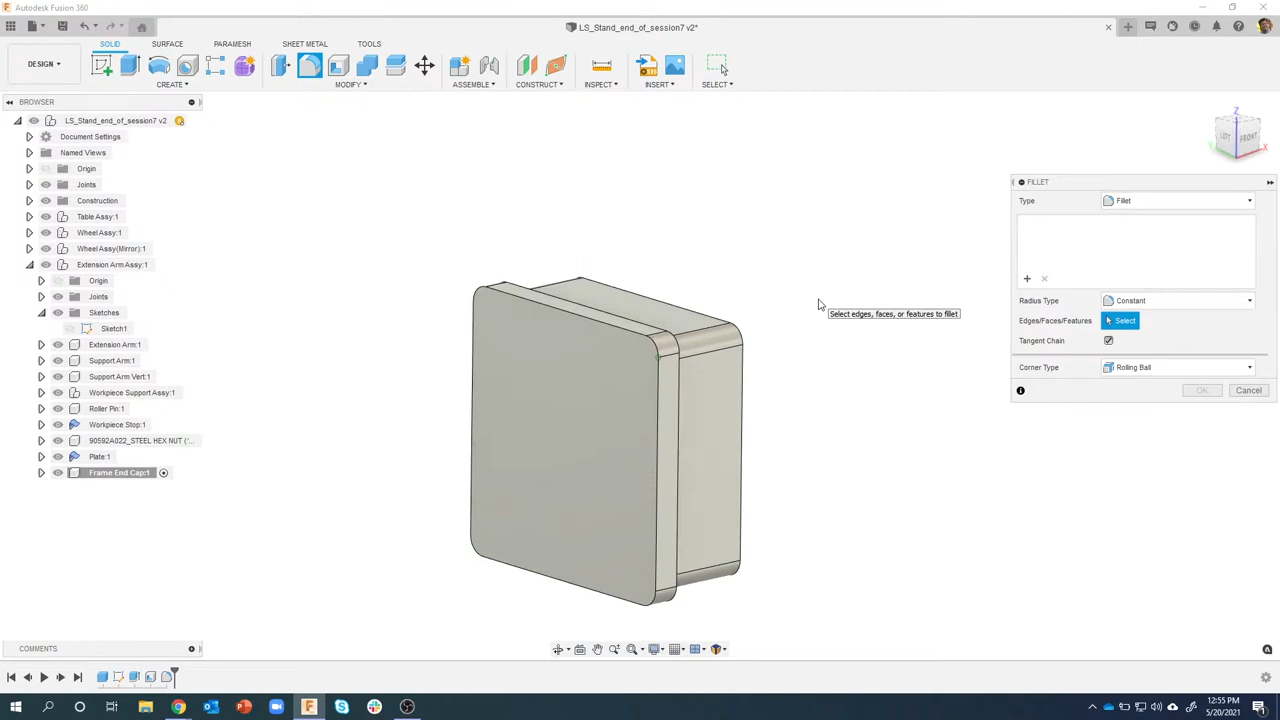 Autodesk Fusion 360
LS_Stand_end_of_session7 v2*
DESIGN
SOLID
SURFACE
PARAMESH
SHEET METAL
TOOLS
CREATE
MODIFY
ASSEMBLE
CONSTRUCT
INSPECT
INSERT
SELECT
BROWSER
LS_Stand_end_of_session7 v2
Document Settings
Named Views
Origin
Joints
Construction
Table Assy:1
Wheel Assy:1
Wheel Assy(Mirror):1
Extension Arm Assy:1
Origin
Joints
Sketches
Sketch1
Extension Arm:1
Support Arm:1
Support Arm Vert:1
Workpiece Support Assy:1
Roller Pin:1
Workpiece Stop:1
90592A022_STEEL HEX NUT (~...
Plate:1
Frame End Cap:1
Z
LEFT
FRONT
X
Y
FILLET
Type
Fillet
Radius Type
Constant
Edges/Faces/Features
Select
Tangent Chain
Corner Type
Rolling Ball
OK
Cancel
Select edges, faces, or features to fillet
COMMENTS
12:55 PM
5/20/2021